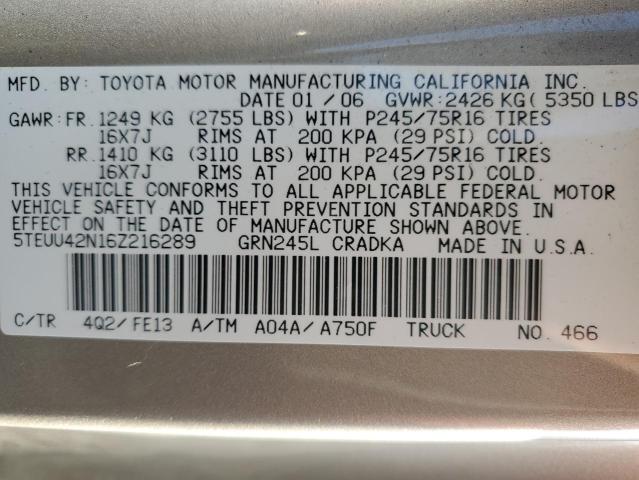 MFD. BY: TOYOTA MOTOR MANUFACTURING CALIFORNIA INC.
DATE 01 / 06 GVWR: 2426 KG ( 5350 LBS
GAWR: FR. 1249 KG (2755 LBS) WITH P245/75R16 TIRES
16X7J RIMS AT 200 KPA (29 PSI) COLD.
RR. 1410 KG (3110 LBS) WITH P245/75R16 TIRES
16X7J RIMS AT 200 KPA (29 PSI) COLD.
THIS VEHICLE CONFORMS TO ALL APPLICABLE FEDERAL MOTOR
VEHICLE SAFETY AND THEFT PREVENTION STANDARDS IN
EFFECT ON THE DATE OF MANUFACTURE SHOWN ABOVE.
5TEUU42N16Z216289 GRN245L CRADKA MADE IN U.S.A.
C/TR 4Q2/ FE13 A/TM A04A/ A750F TRUCK NO. 466